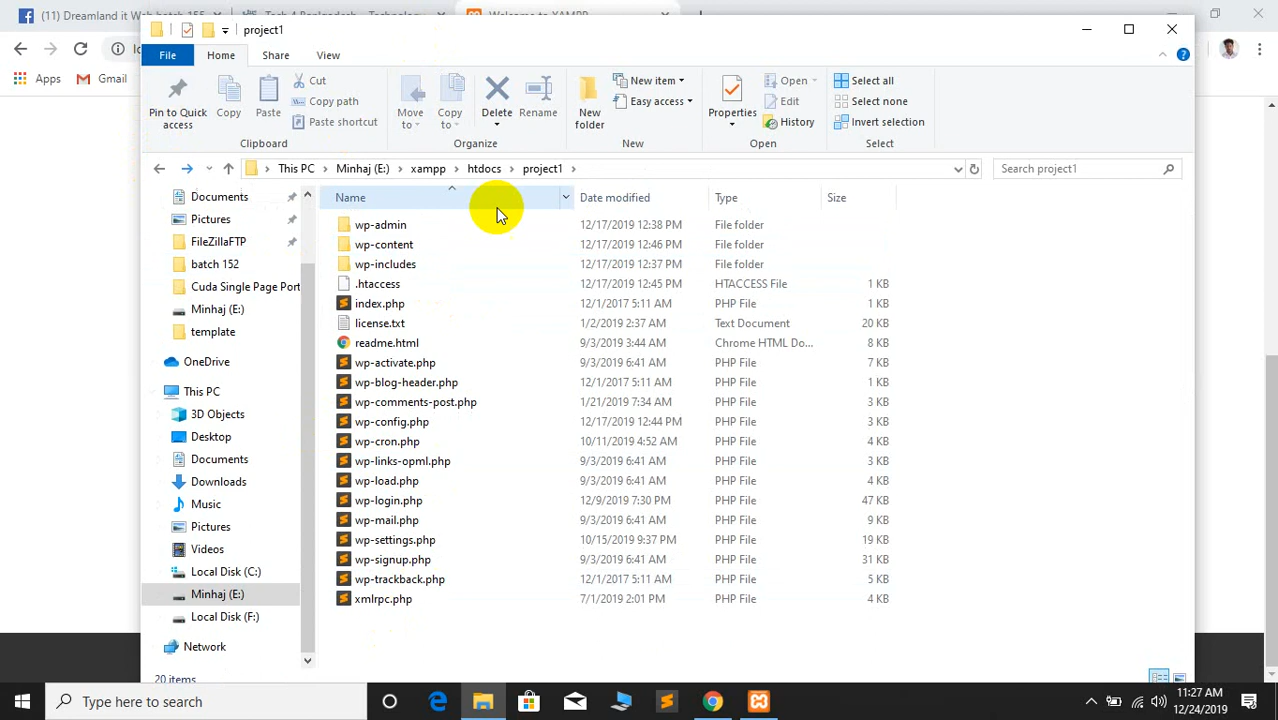 (11) Dreamland Web batch 155
project1
File Home Share View
Apps Gmail
Pin to Quick access
Copy
Paste
Cut
Copy path
Paste shortcut
Clipboard
Move to
Copy to
Delete
Rename
Organize
New folder
New item
Easy access
New
Properties
Open
Edit
History
Open
Select all
Select none
Invert selection
Select
This PC > Minhaj (E:) > xampp > htdocs > project1 >
Search project1
Name Date modified Type Size
Documents
Pictures
FileZillaFTP
batch 152
Cuda Single Page Port
Minhaj (E:)
template
OneDrive
This PC
3D Objects
Desktop
Documents
Downloads
Music
Pictures
Videos
Local Disk (C:)
Minhaj (E:)
Local Disk (F:)
Network
wp-admin 12/17/2019 12:38 PM File folder
wp-content 12/17/2019 12:46 PM File folder
wp-includes 12/17/2019 12:37 PM File folder
.htaccess 12/17/2019 12:45 PM HTACCESS File 1 KB
index.php 12/1/2017 5:11 AM PHP File 1 KB
license.txt 1/2/2019 2:37 AM Text Document 20 KB
readme.html 9/3/2019 3:44 AM Chrome HTML Do... 8 KB
wp-activate.php 9/3/2019 6:41 AM PHP File 7 KB
wp-blog-header.php 12/1/2017 5:11 AM PHP File 1 KB
wp-comments-post.php 1/21/2019 7:34 AM PHP File 3 KB
wp-config.php 12/17/2019 12:44 PM PHP File 3 KB
wp-cron.php 10/11/2019 4:52 AM PHP File 4 KB
wp-links-opml.php 9/3/2019 6:41 AM PHP File 3 KB
wp-load.php 9/3/2019 6:41 AM PHP File 4 KB
wp-login.php 12/9/2019 7:30 PM PHP File 47 KB
wp-mail.php 9/3/2019 6:41 AM PHP File 9 KB
wp-settings.php 10/15/2019 9:37 PM PHP File 19 KB
wp-signup.php 9/3/2019 6:41 AM PHP File 31 KB
wp-trackback.php 12/1/2017 5:11 AM PHP File 5 KB
xmlrpc.php 7/1/2019 2:01 PM PHP File 4 KB
20 items
Type here to search
11:27 AM
12/24/2019